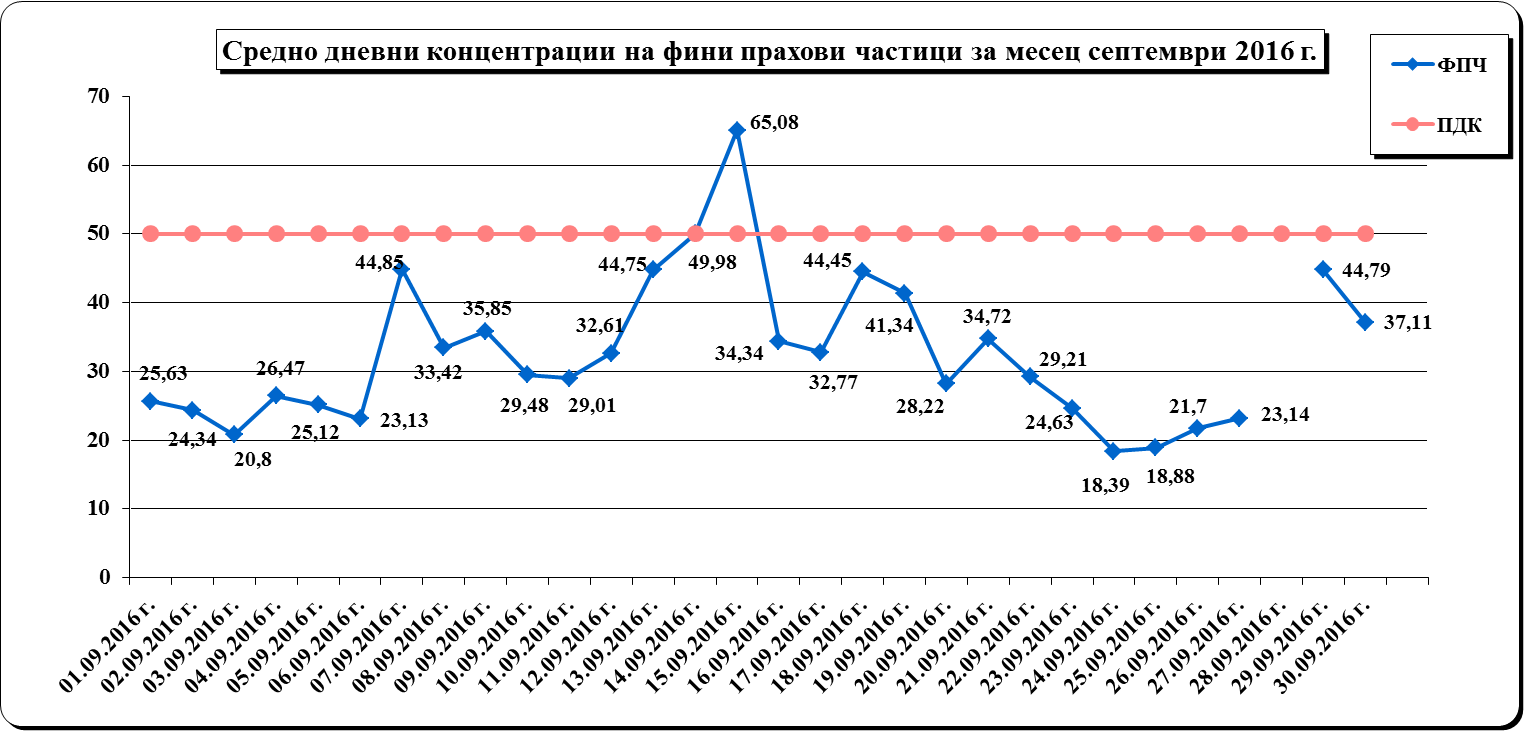 Средно дневни концентрации на фини прахови частици за месец септември 2016 г.
ФПЧ
ПДК
70
60
50
40
30
20
10
0
25,63
24,34
20,8
26,47
25,12
23,13
44,85
33,42
35,85
29,48
29,01
32,61
44,75
49,98
65,08
34,34
32,77
44,45
41,34
28,22
34,72
29,21
24,63
18,39
18,88
21,7
23,14
44,79
37,11
01.09.2016 г.
02.09.2016 г.
03.09.2016 г.
04.09.2016 г.
05.09.2016 г.
06.09.2016 г.
07.09.2016 г.
08.09.2016 г.
09.09.2016 г.
10.09.2016 г.
11.09.2016 г.
12.09.2016 г.
13.09.2016 г.
14.09.2016 г.
15.09.2016 г.
16.09.2016 г.
17.09.2016 г.
18.09.2016 г.
19.09.2016 г.
20.09.2016 г.
21.09.2016 г.
22.09.2016 г.
23.09.2016 г.
24.09.2016 г.
25.09.2016 г.
26.09.2016 г.
27.09.2016 г.
28.09.2016 г.
29.09.2016 г.
30.09.2016 г.